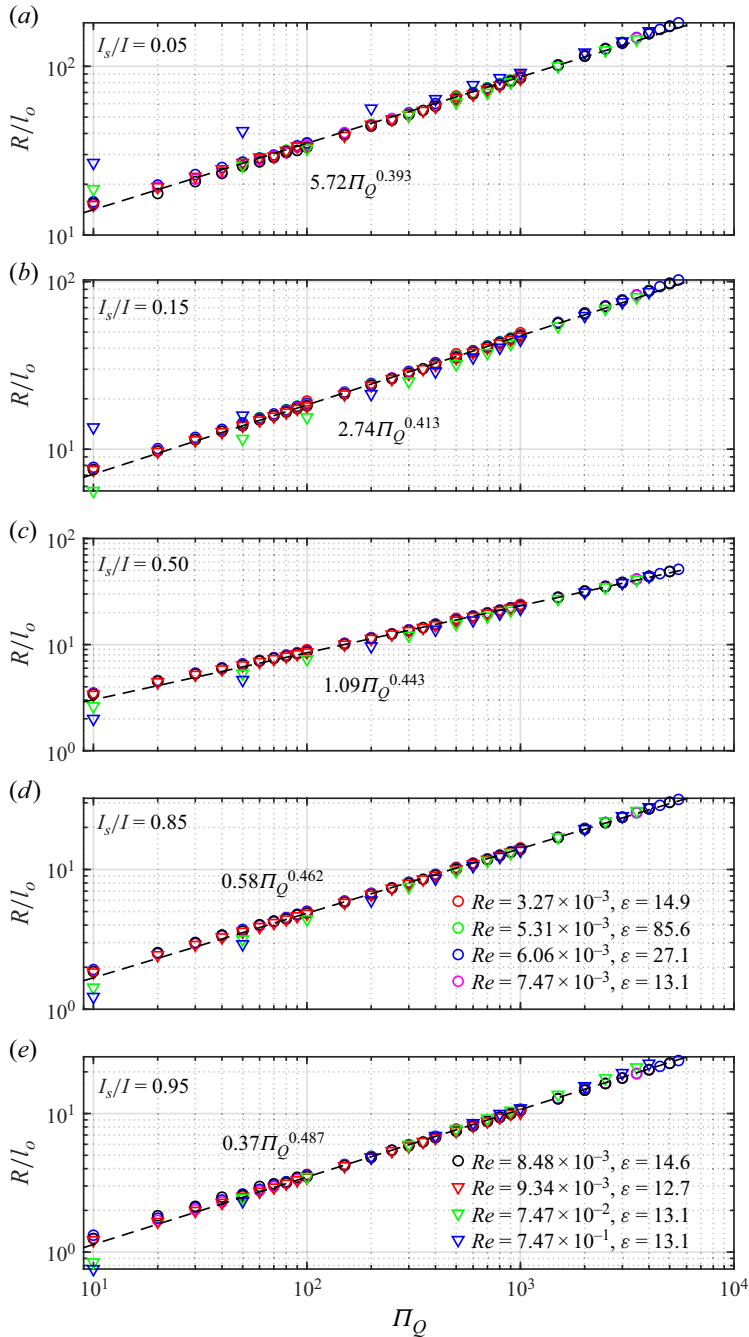 (a)
I_s/I = 0.05
10^2
R/l_o
5.72Π_Q^0.393
10^1
(b)
10^2
I_s/I = 0.15
R/l_o
10^1
2.74Π_Q^0.413
(c)
10^2
I_s/I = 0.50
R/l_o
10^1
1.09Π_Q^0.443
10^0
(d)
I_s/I = 0.85
R/l_o
10^1
0.58Π_Q^0.462
Re = 3.27 × 10^−3, ε = 14.9
Re = 5.31 × 10^−3, ε = 85.6
Re = 6.06 × 10^−3, ε = 27.1
Re = 7.47 × 10^−3, ε = 13.1
10^0
(e)
I_s/I = 0.95
R/l_o
10^1
0.37Π_Q^0.487
Re = 8.48 × 10^−3, ε = 14.6
Re = 9.34 × 10^−3, ε = 12.7
Re = 7.47 × 10^−2, ε = 13.1
Re = 7.47 × 10^−1, ε = 13.1
10^0
10^1 10^2 10^3 10^4
Π_Q